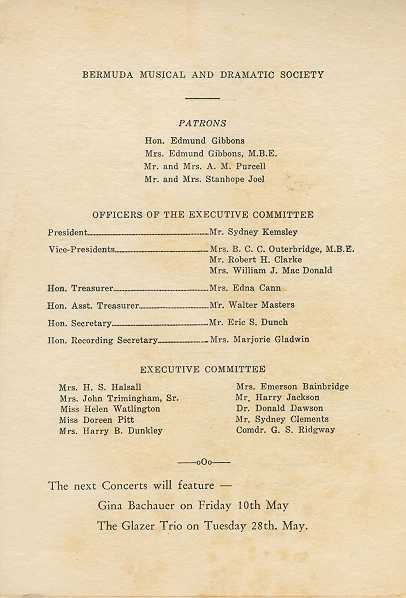 BERMUDA MUSICAL AND DRAMATIC SOCIETY
PATRONS
Hon. Edmund Gibbons
Mrs. Edmund Gibbons, M.B.E.
Mr. and Mrs. A. M. Purcell
Mr. and Mrs. Stanhope Joel
OFFICERS OF THE EXECUTIVE COMMITTEE
President Mr. Sydney Kemsley
Vice-Presidents Mrs. B. C. C. Outerbridge, M.B.E.
Mr. Robert H. Clarke
Mrs. William J. Mac Donald
Hon. Treasurer Mrs. Edna Cann
Hon. Asst. Treasurer Mr. Walter Masters
Hon. Secretary Mr. Eric S. Dunch
Hon. Recording Secretary Mrs. Marjorie Gladwin
EXECUTIVE COMMITTEE
Mrs. H. S. Halsall
Mrs. John Trimingham, Sr.
Miss Helen Watlington
Miss Doreen Pitt
Mrs. Harry B. Dunkley
Mrs. Emerson Bainbridge
Mr. Harry Jackson
Dr. Donald Dawson
Mr. Sydney Clements
Comdr. G. S. Ridgway
——oOo——
The next Concerts will feature —
Gina Bachauer on Friday 10th May
The Glazer Trio on Tuesday 28th. May.